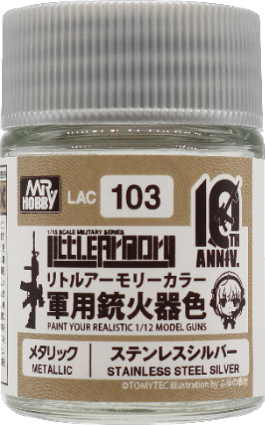 MR.HOBBY
LAC 103
10TH
ANNIV.
1/12 SCALE MILITARY SERIES
LittleArmory
リトルアーモリーカラー
軍用銃火器色
PAINT YOUR REALISTIC 1/12 MODEL GUNS
メタリック ステンレスシルバー
METALLIC STAINLESS STEEL SILVER
©TOMYTEC illustration by